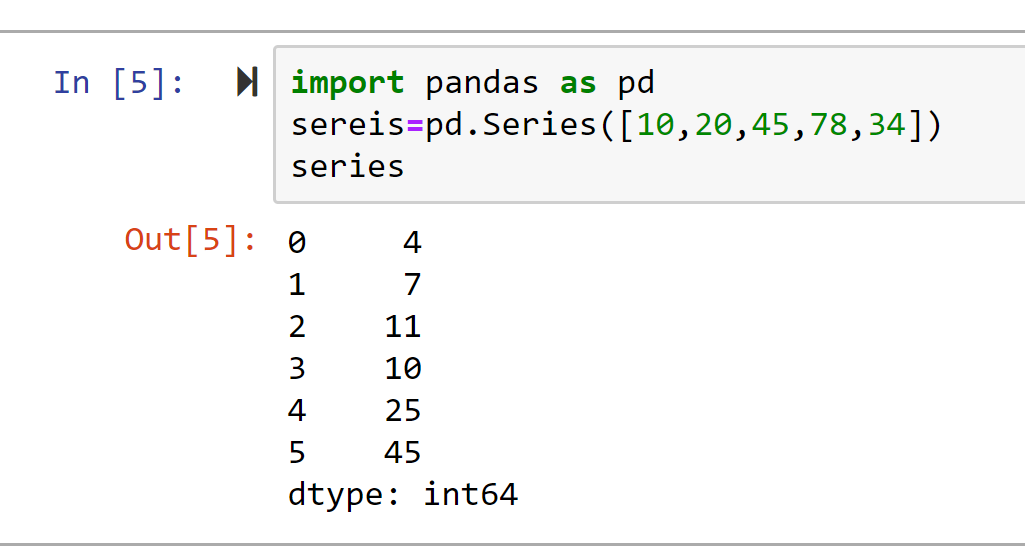 In [5]: import pandas as pd
sereis=pd.Series([10,20,45,78,34])
series
Out[5]: 0 4
1 7
2 11
3 10
4 25
5 45
dtype: int64